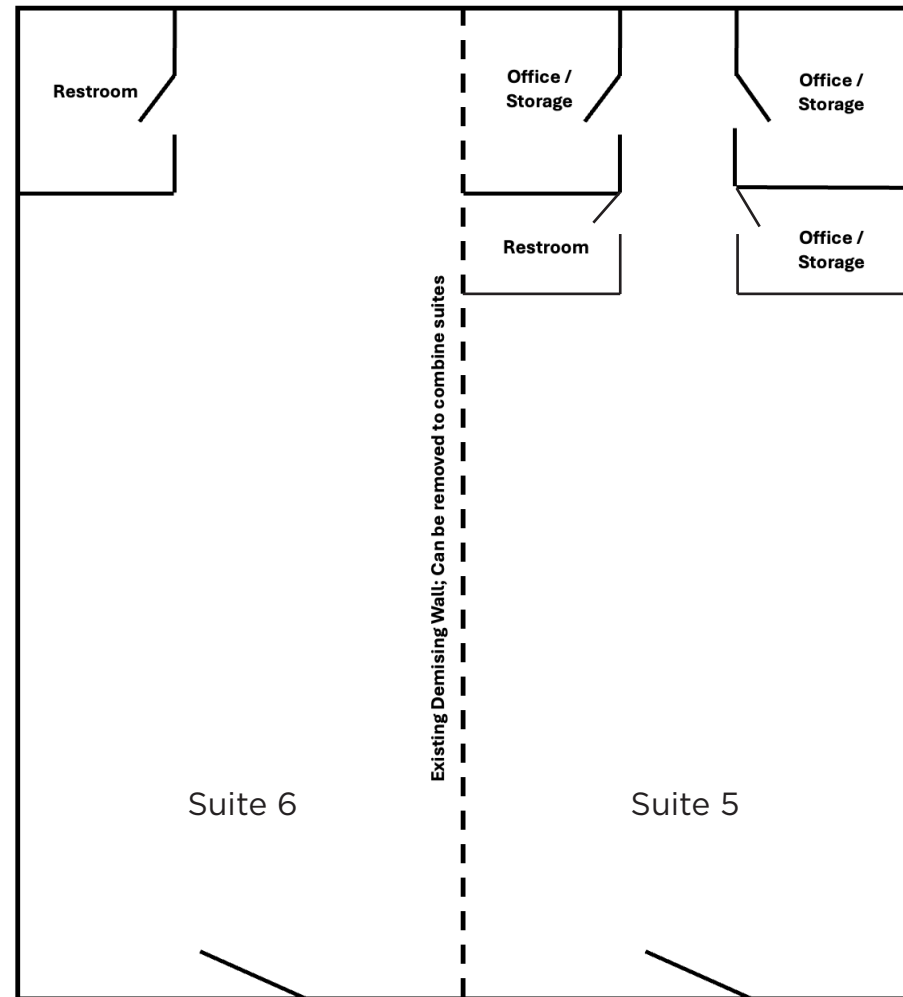 Restroom
Office /
Storage
Office /
Storage
Restroom
Office /
Storage
Existing Demising Wall; Can be removed to combine suites
Suite 6
Suite 5